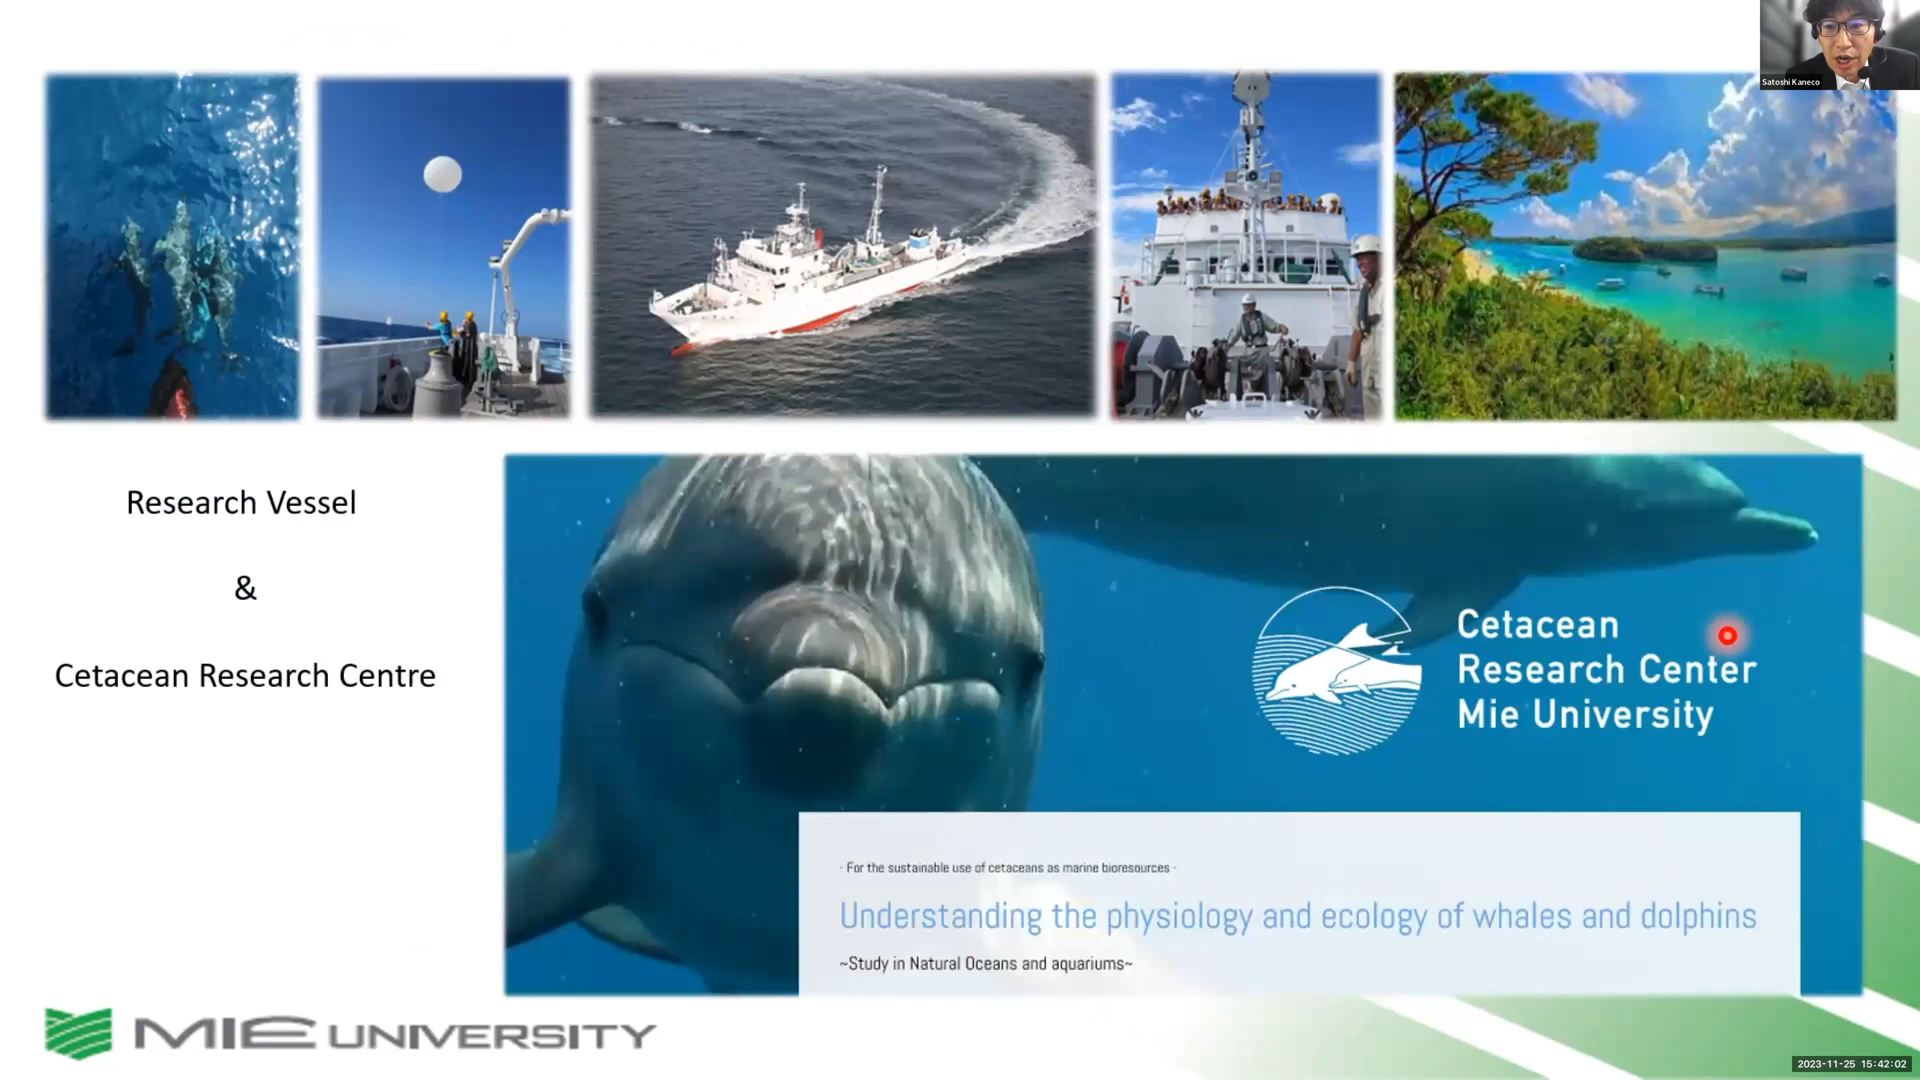 Satoshi Kaneco
Research Vessel
&
Cetacean Research Centre
Cetacean
Research Center
Mie University
- For the sustainable use of cetaceans as marine bioresources -
Understanding the physiology and ecology of whales and dolphins
~Study in Natural Oceans and aquariums~
MIE UNIVERSITY
2023-11-25 15:42:02